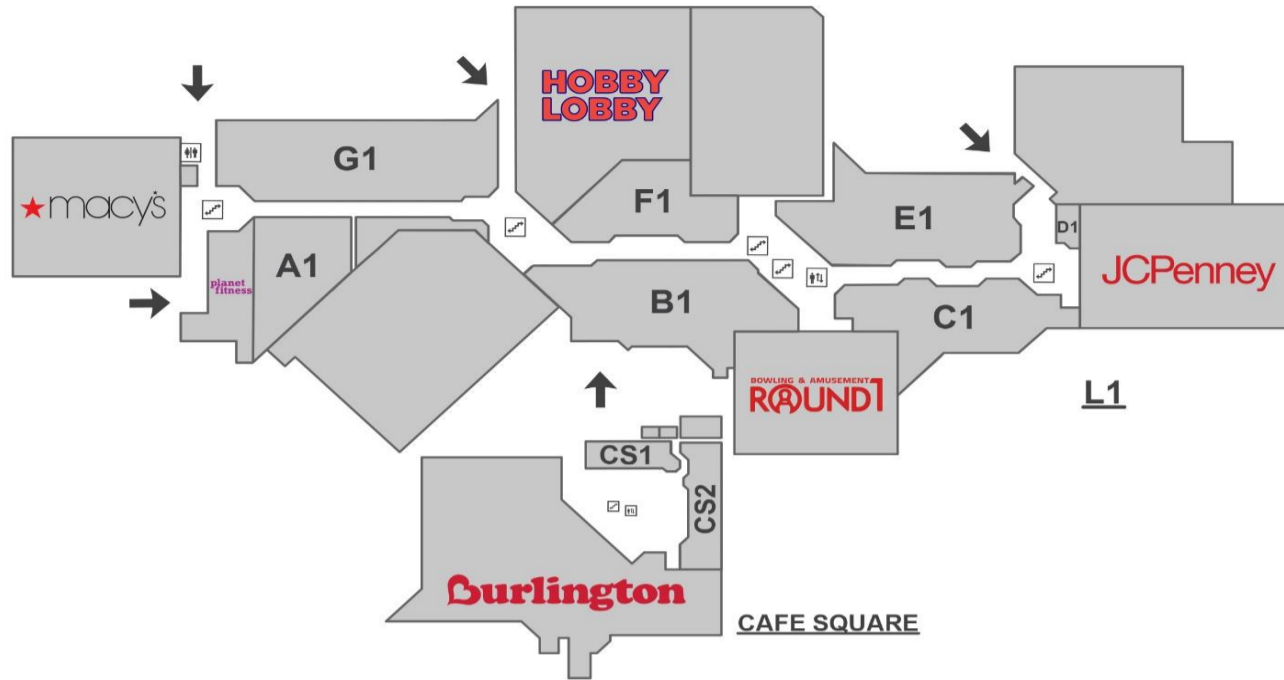 HOBBY
LOBBY
G1
macy's
F1
E1
D1
A1
planet
fitness
JCPenney
B1
C1
BOWLING & AMUSEMENT
ROUND1
L1
CS1
CS2
Burlington
CAFE SQUARE